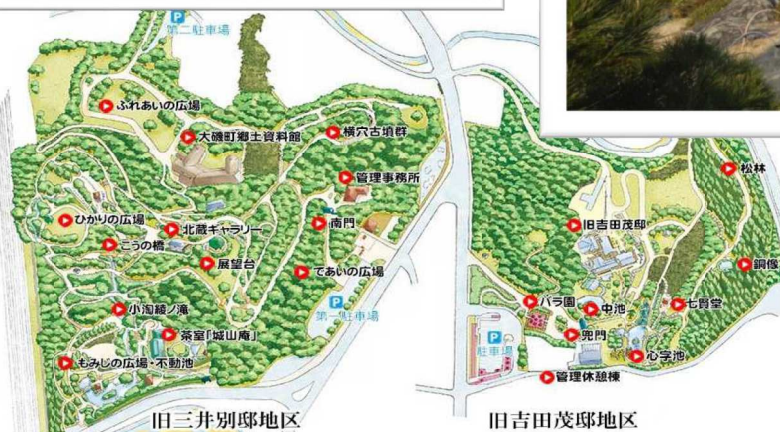 P
第二駐車場
ふれあいの広場
大磯町郷土資料館
横穴古墳群
管理事務所
ひかりの広場
北蔵ギャラリー
南門
こうの橋
展望台
であいの広場
小淘綾ノ滝
P
第一駐車場
茶室「城山庵」
もみじの広場・不動池
旧三井別邸地区
松林
旧吉田茂邸
銅像
バラ園
中池
七賢堂
兜門
P
駐車場
心字池
管理休憩棟
旧吉田茂邸地区